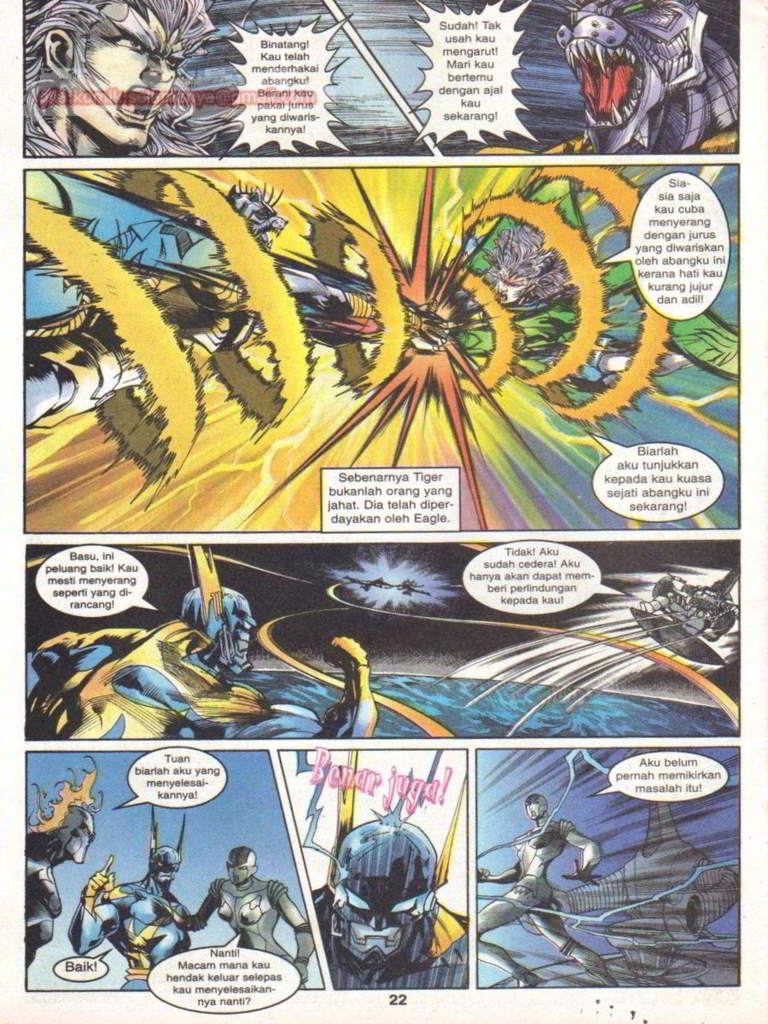 Binatang!
Kau telah
menderhakai
abangku!
Berani kau
pakai jurus
yang diwaris-
kannya!
Sudah! Tak
usah kau
mengarut!
Mari kau
bertemu
dengan ajal
kau
sekarang!
Sia-
sia saja
kau cuba
menyerang
dengan jurus
yang diwariskan
oleh abangku ini
kerana hati kau
kurang jujur
dan adil!
Biarlah
aku tunjukkan
kepada kau kuasa
sejati abangku ini
sekarang!
Sebenarnya Tiger
bukanlah orang yang
jahat. Dia telah diper-
dayakan oleh Eagle.
Basu, ini
peluang baik! Kau
mesti menyerang
seperti yang di-
rancang!
Tidak! Aku
sudah cedera! Aku
hanya akan dapat mem-
beri perlindungan
kepada kau!
Tuan
biarlah aku yang
menyelesai-
kannya!
Baik!
Nanti!
Macam mana kau
hendak keluar selepas
kau menyelesaikan-
nya nanti?
Benar juga!
Aku belum
pernah memikirkan
masalah itu!
22